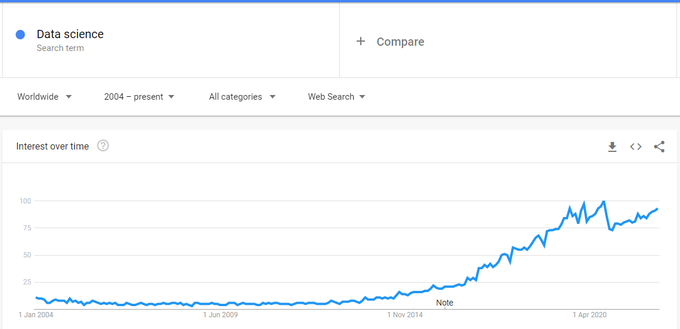 Data science
Search term
+ Compare
Worldwide
2004 – present
All categories
Web Search
Interest over time
?
100
75
50
25
Note
1 Jan 2004
1 Jun 2009
1 Nov 2014
1 Apr 2020